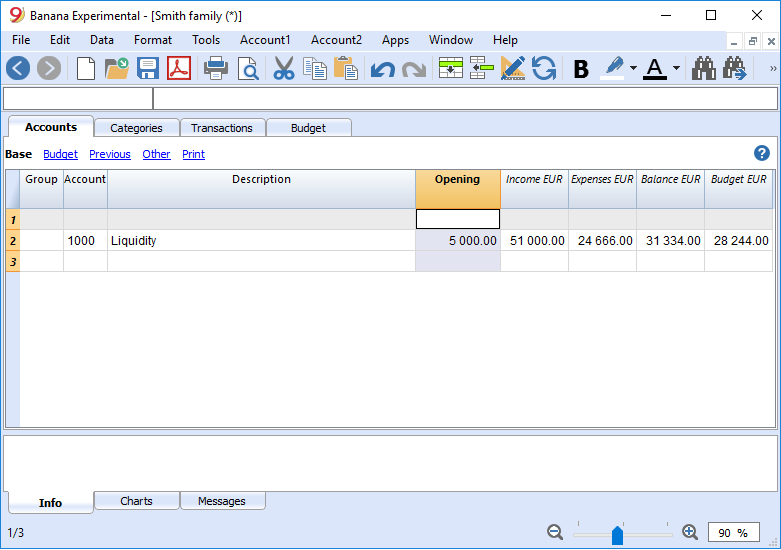 Banana Experimental - [Smith family (*)]
File Edit Data Format Tools Account1 Account2 Apps Window Help
B A »
Accounts Categories Transactions Budget
Base Budget Previous Other Print ?
Group Account Description Opening Income EUR Expenses EUR Balance EUR Budget EUR
1
2 1000 Liquidity 5 000.00 51 000.00 24 666.00 31 334.00 28 244.00
3
Info Charts Messages
1/3 90 %